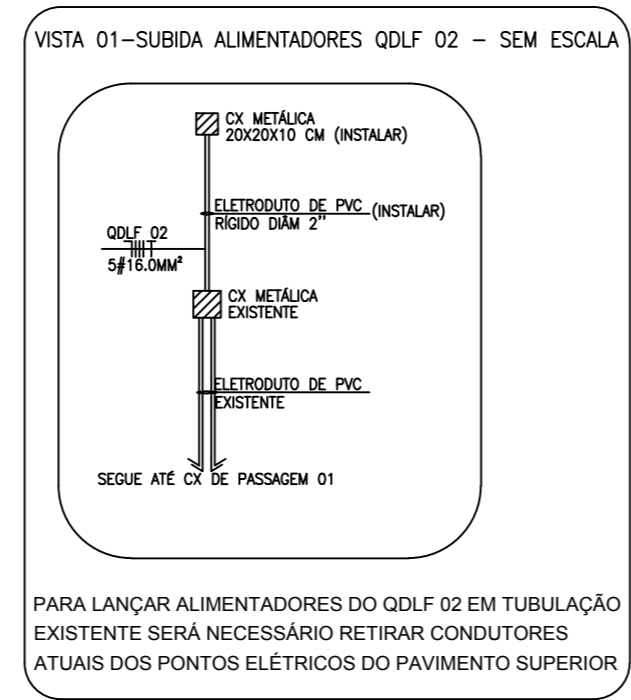 VISTA 01-SUBIDA ALIMENTADORES QDLF 02 - SEM ESCALA
CX METÁLICA
20X20X10 CM (INSTALAR)
ELETRODUTO DE PVC (INSTALAR)
RÍGIDO DIÂM 2"
QDLF 02
5#16.0MM²
CX METÁLICA
EXISTENTE
ELETRODUTO DE PVC
EXISTENTE
SEGUE ATÉ CX DE PASSAGEM 01
PARA LANÇAR ALIMENTADORES DO QDLF 02 EM TUBULAÇÃO
EXISTENTE SERÁ NECESSÁRIO RETIRAR CONDUTORES
ATUAIS DOS PONTOS ELÉTRICOS DO PAVIMENTO SUPERIOR